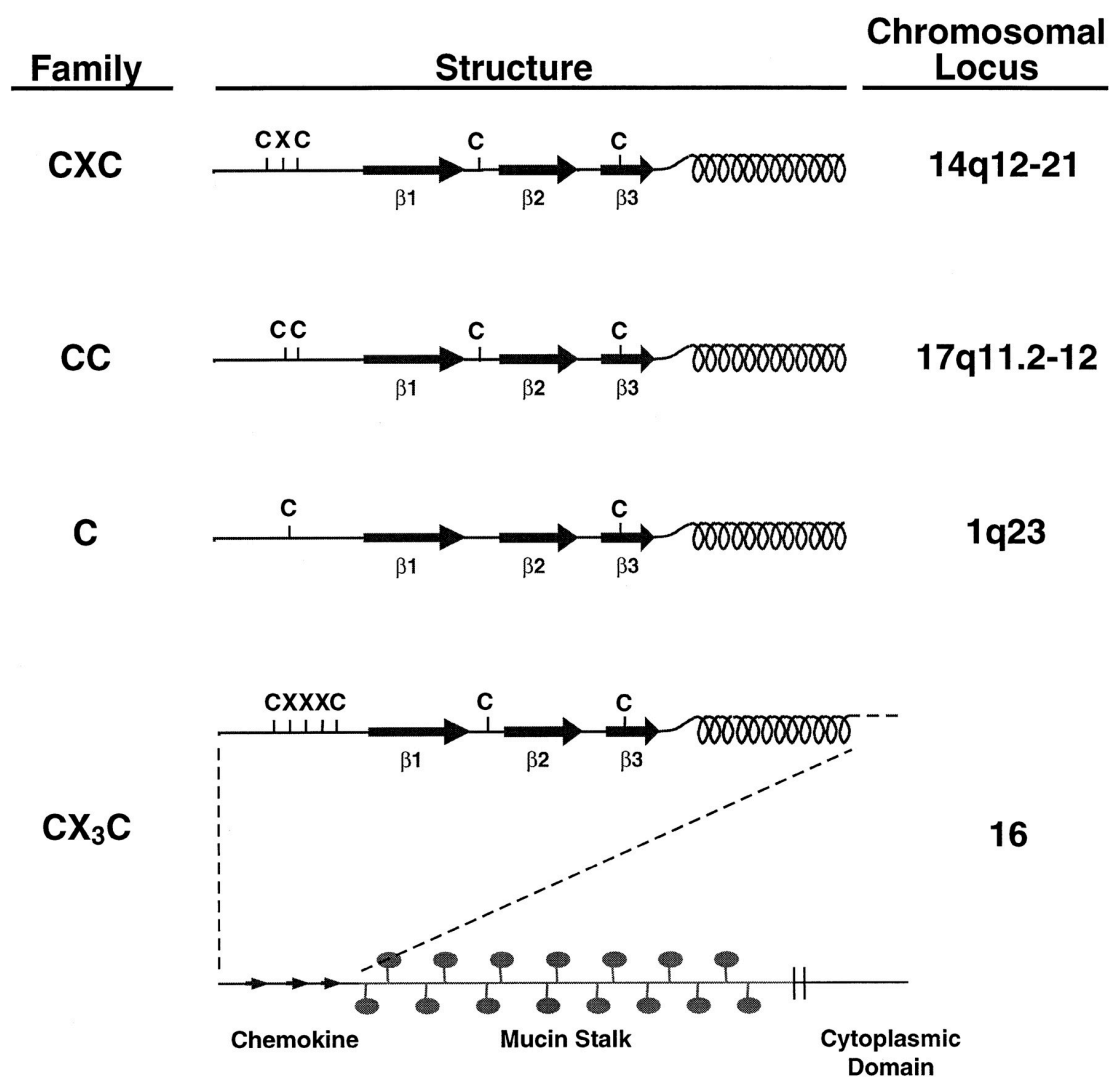 Family Structure Chromosomal Locus
C X C C C
CXC 14q12-21
β1 β2 β3
C C C C
CC 17q11.2-12
β1 β2 β3
C C
C 1q23
β1 β2 β3
CXXXC C C
β1 β2 β3
CX₃C 16
Chemokine Mucin Stalk Cytoplasmic Domain